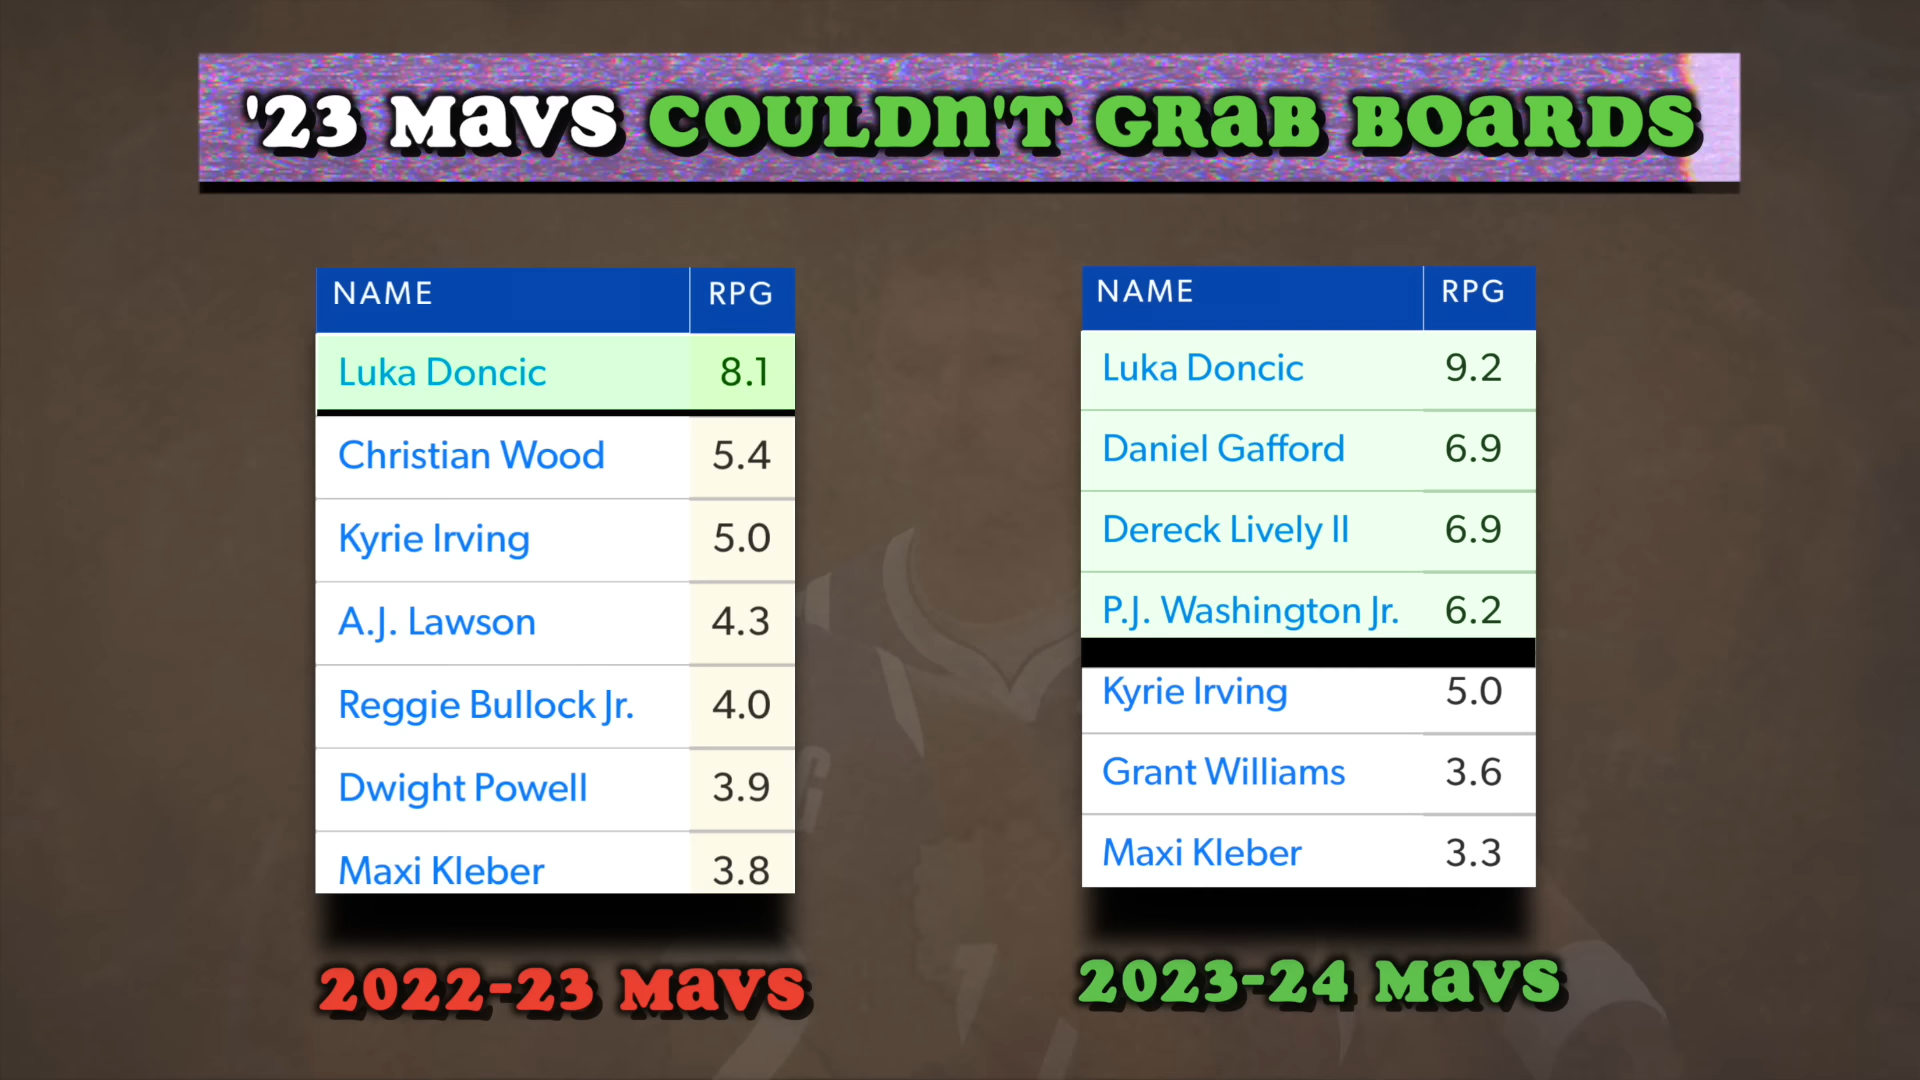 '23 MAVS COULDN'T GRAB BOARDS
NAME RPG
Luka Doncic 8.1
Christian Wood 5.4
Kyrie Irving 5.0
A.J. Lawson 4.3
Reggie Bullock Jr. 4.0
Dwight Powell 3.9
Maxi Kleber 3.8
2022-23 MAVS
NAME RPG
Luka Doncic 9.2
Daniel Gafford 6.9
Dereck Lively II 6.9
P.J. Washington Jr. 6.2
Kyrie Irving 5.0
Grant Williams 3.6
Maxi Kleber 3.3
2023-24 MAVS